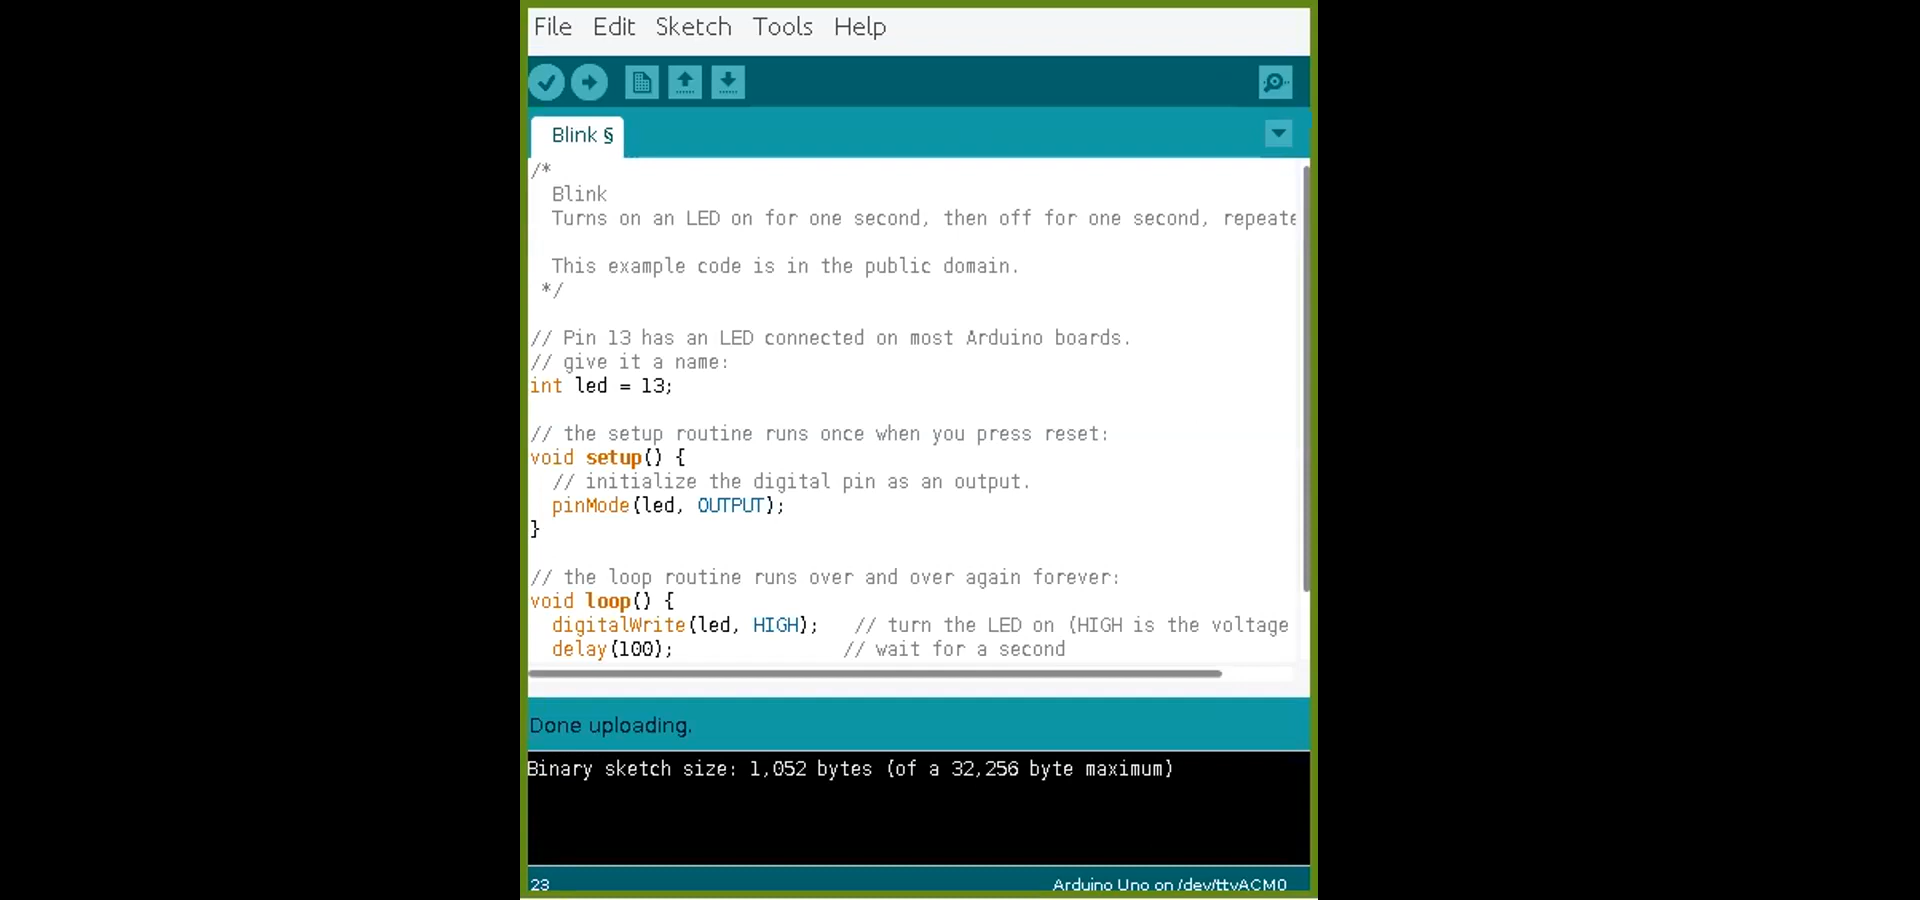 File Edit Sketch Tools Help
Blink §
/*
  Blink
  Turns on an LED on for one second, then off for one second, repeate
  This example code is in the public domain.
 */
// Pin 13 has an LED connected on most Arduino boards.
// give it a name:
int led = 13;
// the setup routine runs once when you press reset:
void setup() {
  // initialize the digital pin as an output.
  pinMode(led, OUTPUT);
}
// the loop routine runs over and over again forever:
void loop() {
  digitalWrite(led, HIGH);   // turn the LED on (HIGH is the voltage
  delay(100);               // wait for a second
Done uploading.
Binary sketch size: 1,052 bytes (of a 32,256 byte maximum)
23 Arduino Uno on /dev/ttyACM0